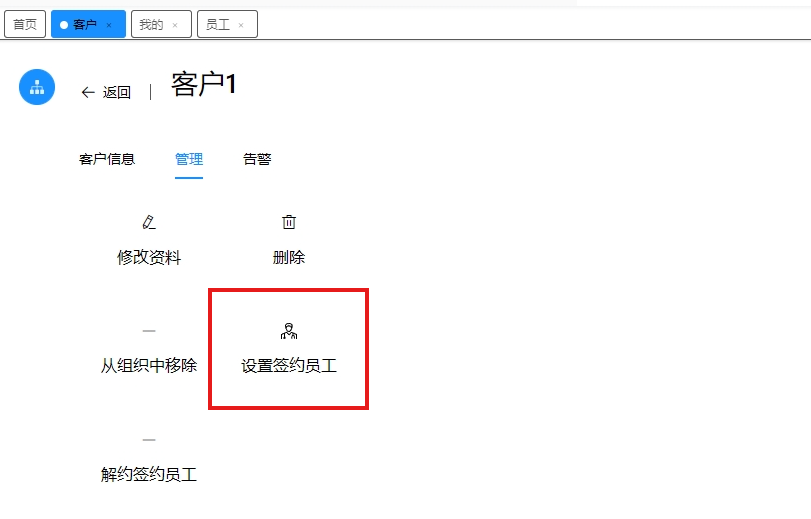 首页 客户 × 我的 × 员工 ×
← 返回 | 客户1
客户信息 管理 告警
修改资料 删除
从组织中移除 设置签约员工
解约签约员工